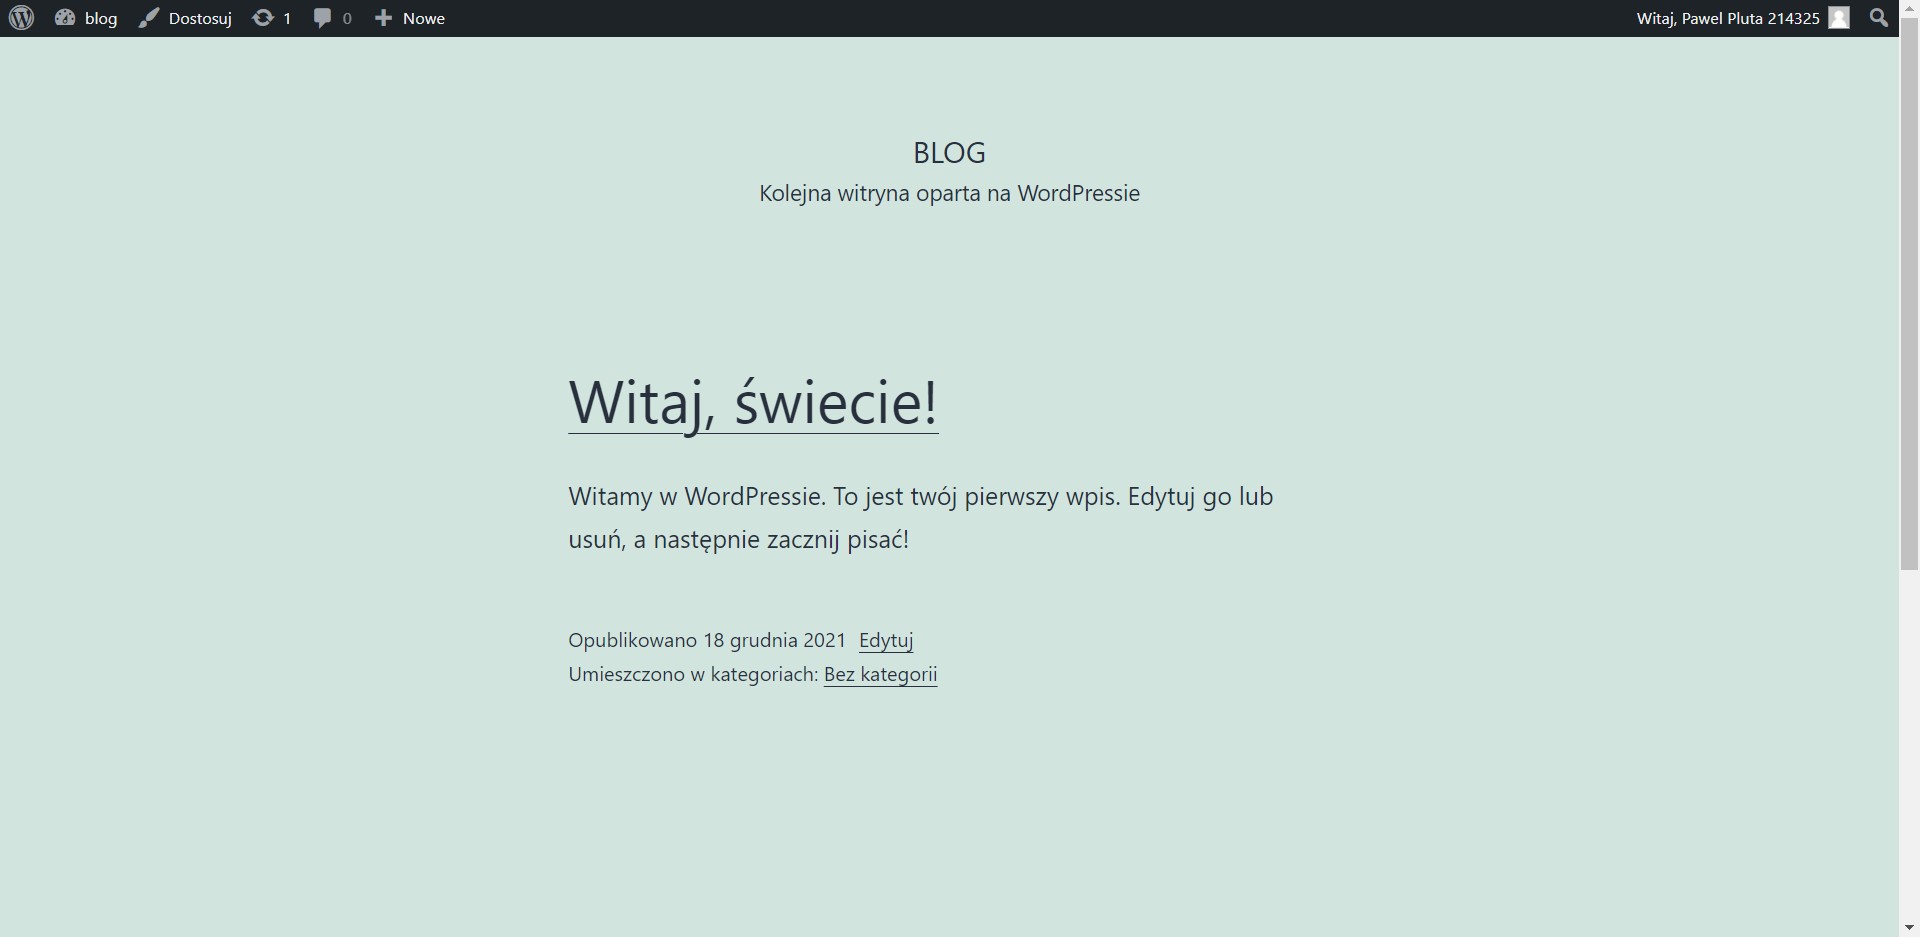 blog Dostosuj 1 0 Nowe Witaj, Pawel Pluta 214325
BLOG
Kolejna witryna oparta na WordPressie
Witaj, świecie!
Witamy w WordPressie. To jest twój pierwszy wpis. Edytuj go lub
usuń, a następnie zacznij pisać!
Opublikowano 18 grudnia 2021 Edytuj
Umieszczono w kategoriach: Bez kategorii